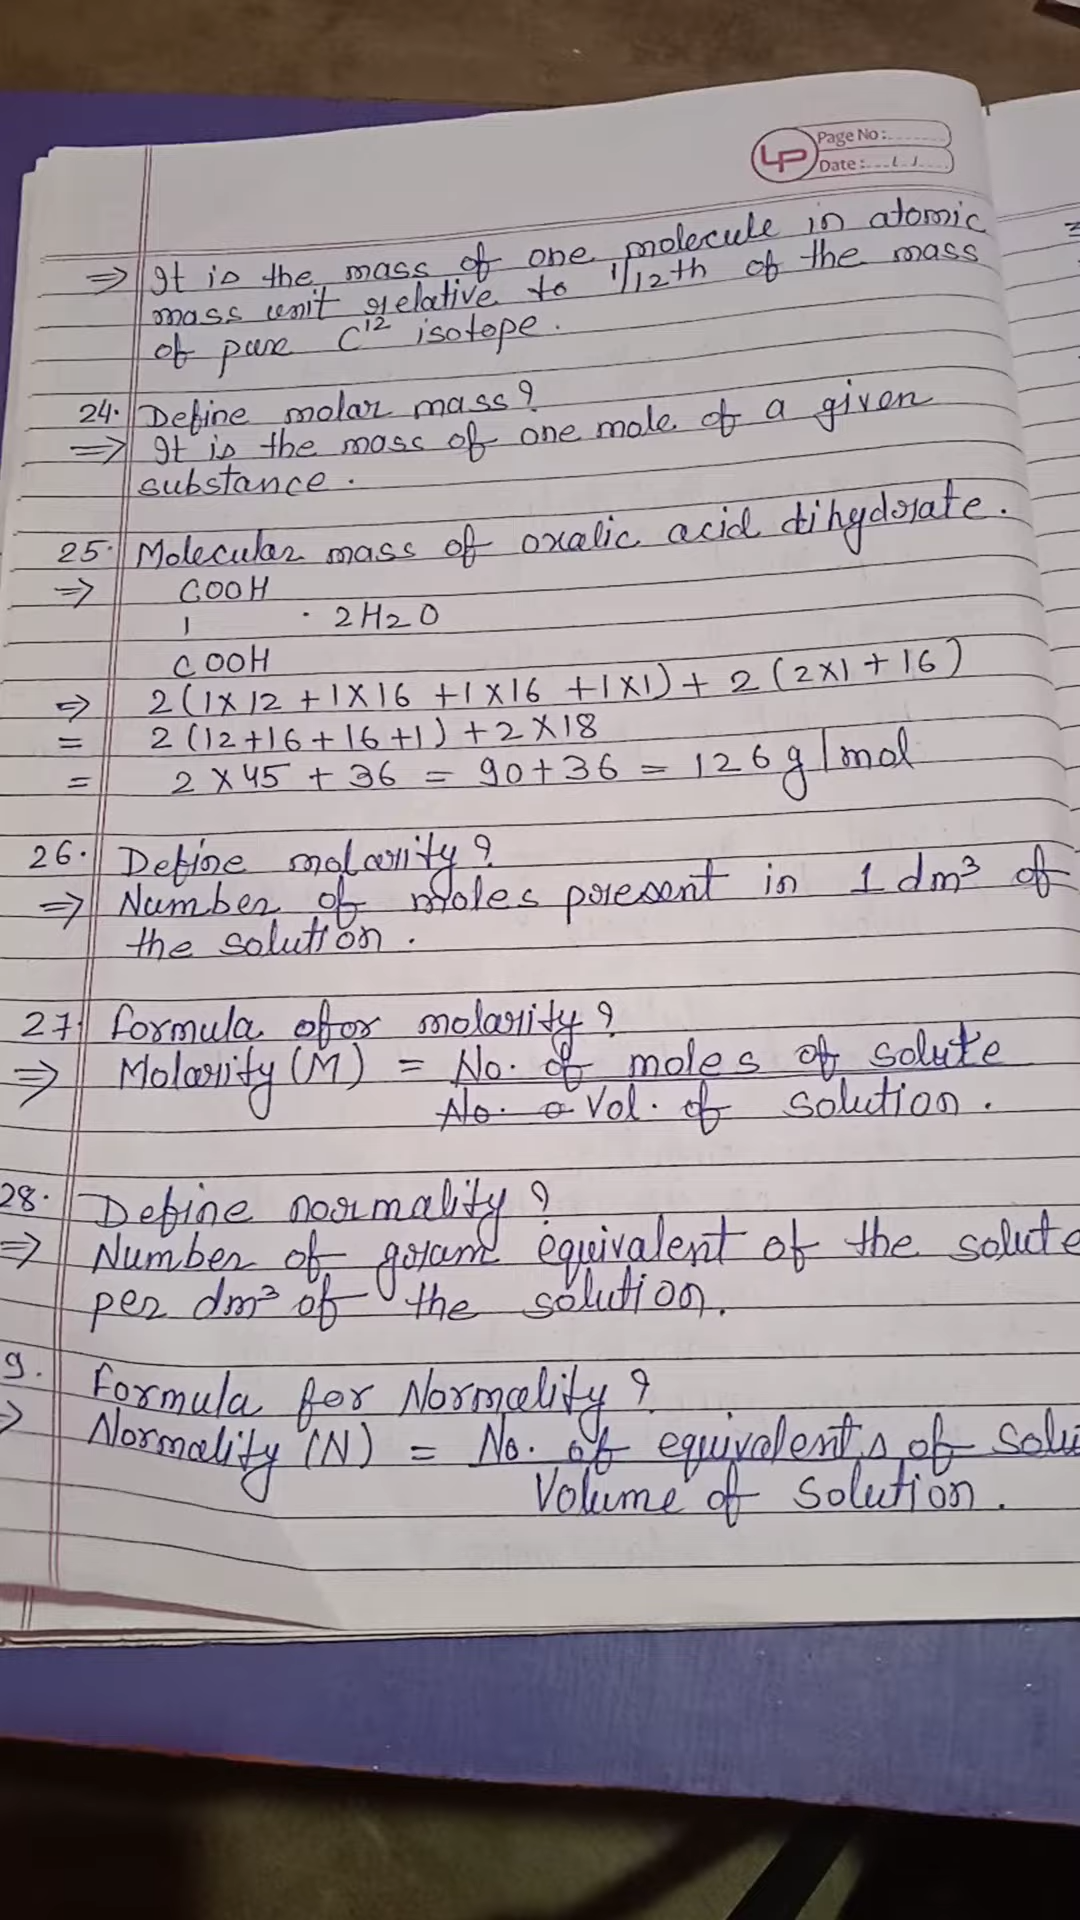 LP Page No:
Date:
⇒ It is the mass of one molecule in atomic
mass unit relative to 1/12th of the mass
of pure C¹² isotope.
24. Define molar mass?
⇒ It is the mass of one mole of a given
substance.
25. Molecular mass of oxalic acid dihydrate.
⇒ COOH
| · 2H2O
COOH
⇒ 2(1×12 + 1×16 + 1×16 + 1×1) + 2(2×1 + 16)
= 2(12+16+16+1) + 2×18
= 2×45 + 36 = 90+36 = 126 g/mol
26. Define molarity?
⇒ Number of moles present in 1 dm³ of
the solution.
27. Formula ofor molarity?
⇒ Molarity (M) = No. of moles of solute
No. o Vol. of solution.
28. Define normality?
⇒ Number of gram equivalent of the solute
per dm³ of the solution.
9. Formula for Normality?
⇒ Normality (N) = No. of equivalents of solu
Volume of solution.